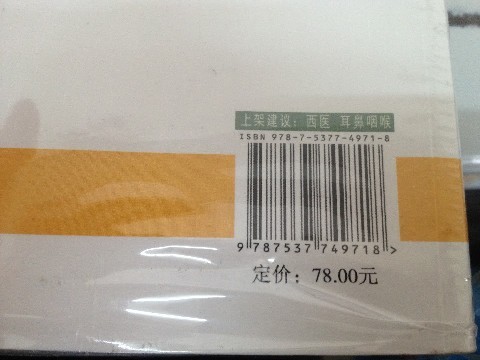 上架建议：西医 耳鼻咽喉
ISBN 978-7-5377-4971-8
9 787537 749718 >
定价：78.00元